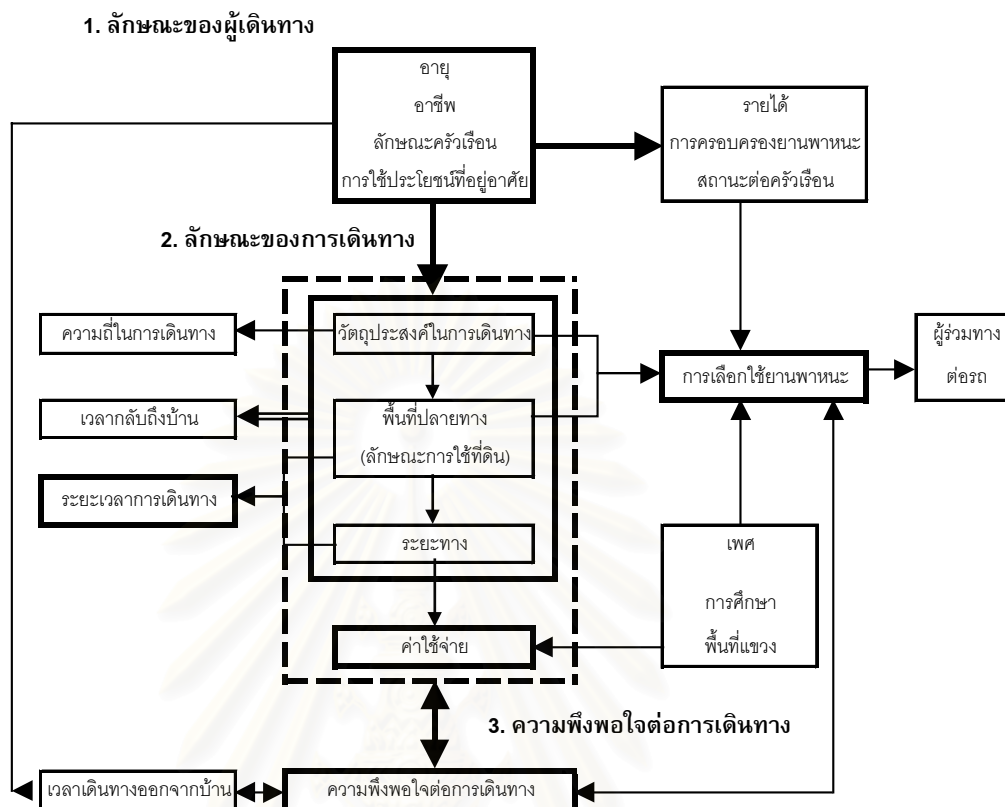 1. ลักษณะของผู้เดินทาง
อายุ
อาชีพ
ลักษณะครัวเรือน
การใช้ประโยชน์ที่อยู่อาศัย
รายได้
การครอบครองยานพาหนะ
สถานะต่อครัวเรือน
2. ลักษณะของการเดินทาง
ความถี่ในการเดินทาง
วัตถุประสงค์ในการเดินทาง
ผู้ร่วมทาง
ต่อรถ
การเลือกใช้ยานพาหนะ
เวลากลับถึงบ้าน
พื้นที่ปลายทาง
(ลักษณะการใช้ที่ดิน)
ระยะเวลาการเดินทาง
ระยะทาง
เพศ
การศึกษา
พื้นที่แขวง
ค่าใช้จ่าย
3. ความพึงพอใจต่อการเดินทาง
เวลาเดินทางออกจากบ้าน
ความพึงพอใจต่อการเดินทาง